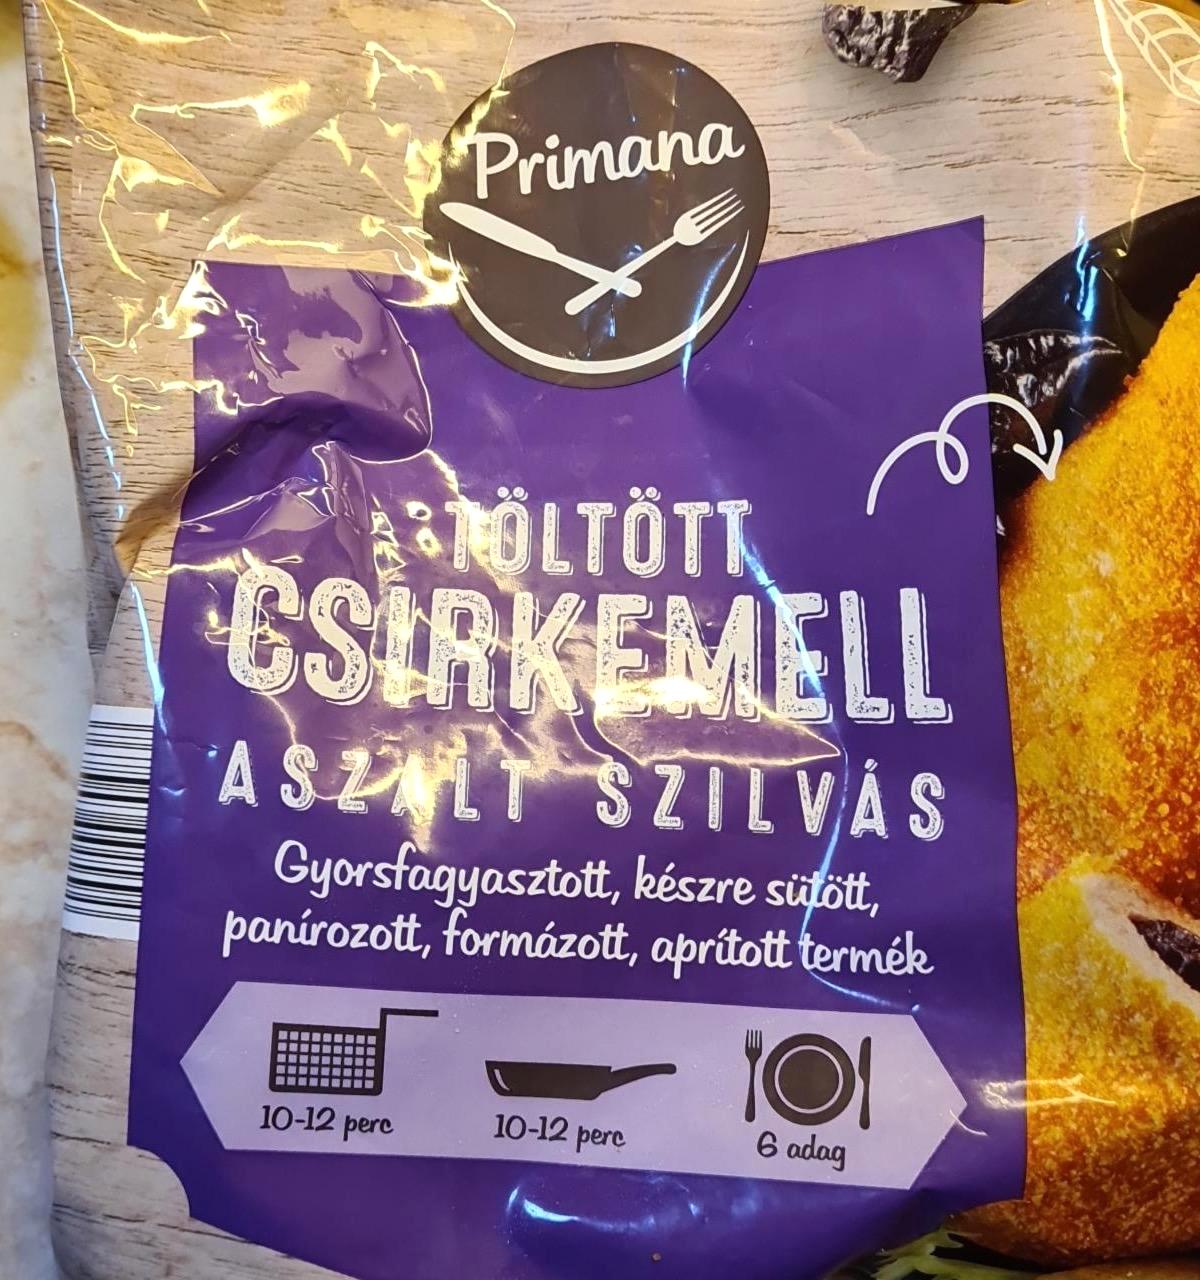 Primana
TÖLTÖTT
CSIRKEMELL
ASZALT SZILVÁS
Gyorsfagyasztott, készre sütött,
panírozott, formázott, aprított termék
10-12 perc
10-12 perc
6 adag